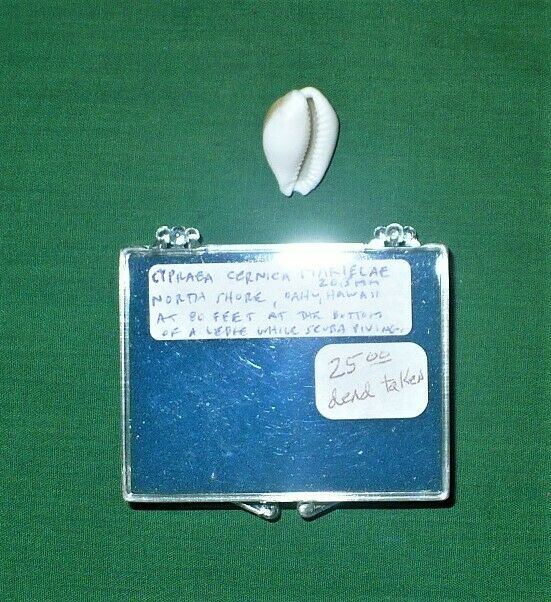 CYPRAEA CERNICA MARIELAE
20.5 MM
NORTH SHORE, OAHU, HAWAII
AT 80 FEET AT THE BOTTOM
OF A LEDGE WHILE SCUBA DIVING.
25.00
dead taken